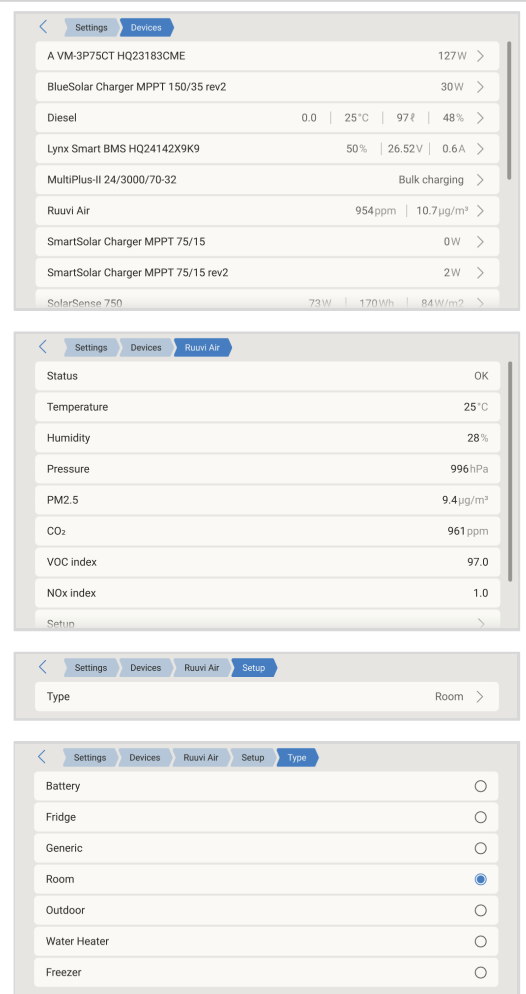 Settings Devices
A VM-3P75CT HQ23183CME 127W
BlueSolar Charger MPPT 150/35 rev2 30W
Diesel 0.0 | 25°C | 97ℓ | 48%
Lynx Smart BMS HQ24142X9K9 50% | 26.52V | 0.6A
MultiPlus-II 24/3000/70-32 Bulk charging
Ruuvi Air 954ppm | 10.7µg/m³
SmartSolar Charger MPPT 75/15 0W
SmartSolar Charger MPPT 75/15 rev2 2W
SolarSense 750 73W | 170Wh | 84W/m2
Settings Devices Ruuvi Air
Status OK
Temperature 25°C
Humidity 28%
Pressure 996hPa
PM2.5 9.4µg/m³
CO₂ 961ppm
VOC index 97.0
NOx index 1.0
Setup
Settings Devices Ruuvi Air Setup
Type Room
Settings Devices Ruuvi Air Setup Type
Battery
Fridge
Generic
Room
Outdoor
Water Heater
Freezer